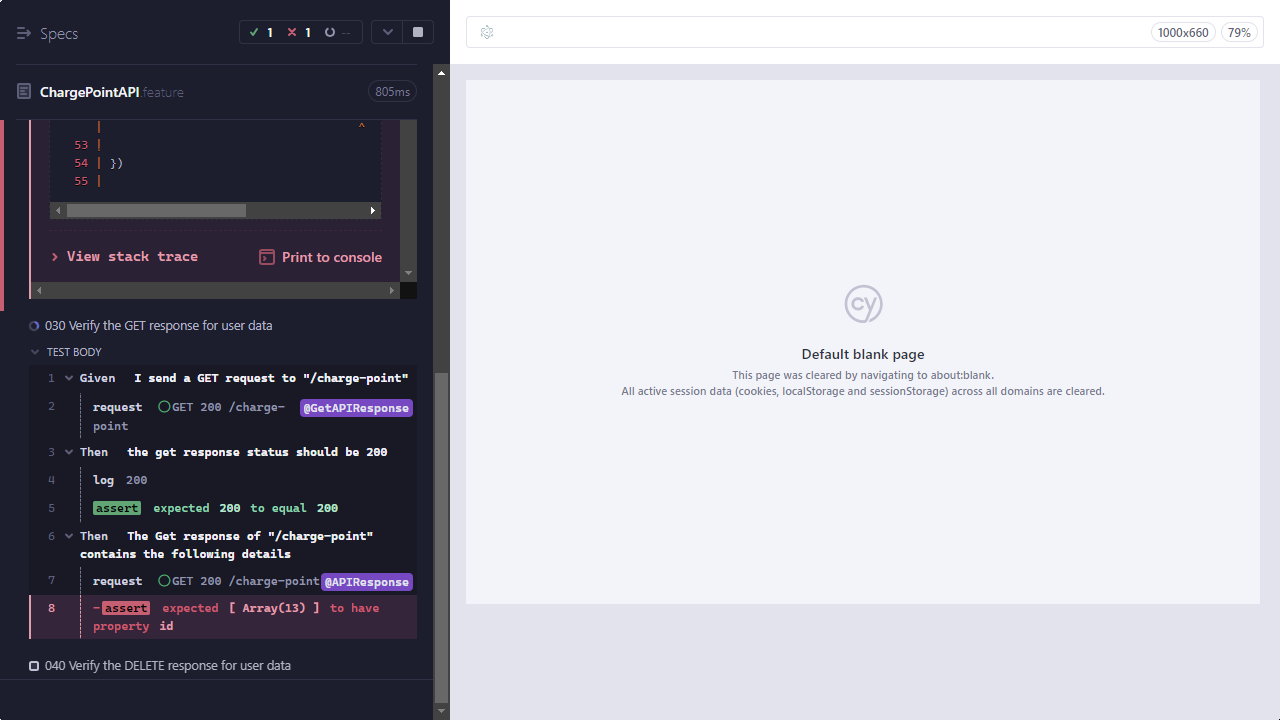 Specs
1
1
--
1000x660
79%
ChargePointAPI.feature
805ms
|
^
53 |
54 | })
55 |
View stack trace
Print to console
030 Verify the GET response for user data
TEST BODY
1 Given I send a GET request to "/charge-point"
2 request GET 200 /charge- @GetAPIResponse
point
3 Then the get response status should be 200
4 log 200
5 assert expected 200 to equal 200
6 Then The Get response of "/charge-point"
contains the following details
7 request GET 200 /charge-point @APIResponse
8 -assert expected [ Array(13) ] to have
property id
040 Verify the DELETE response for user data
cy
Default blank page
This page was cleared by navigating to about:blank.
All active session data (cookies, localStorage and sessionStorage) across all domains are cleared.